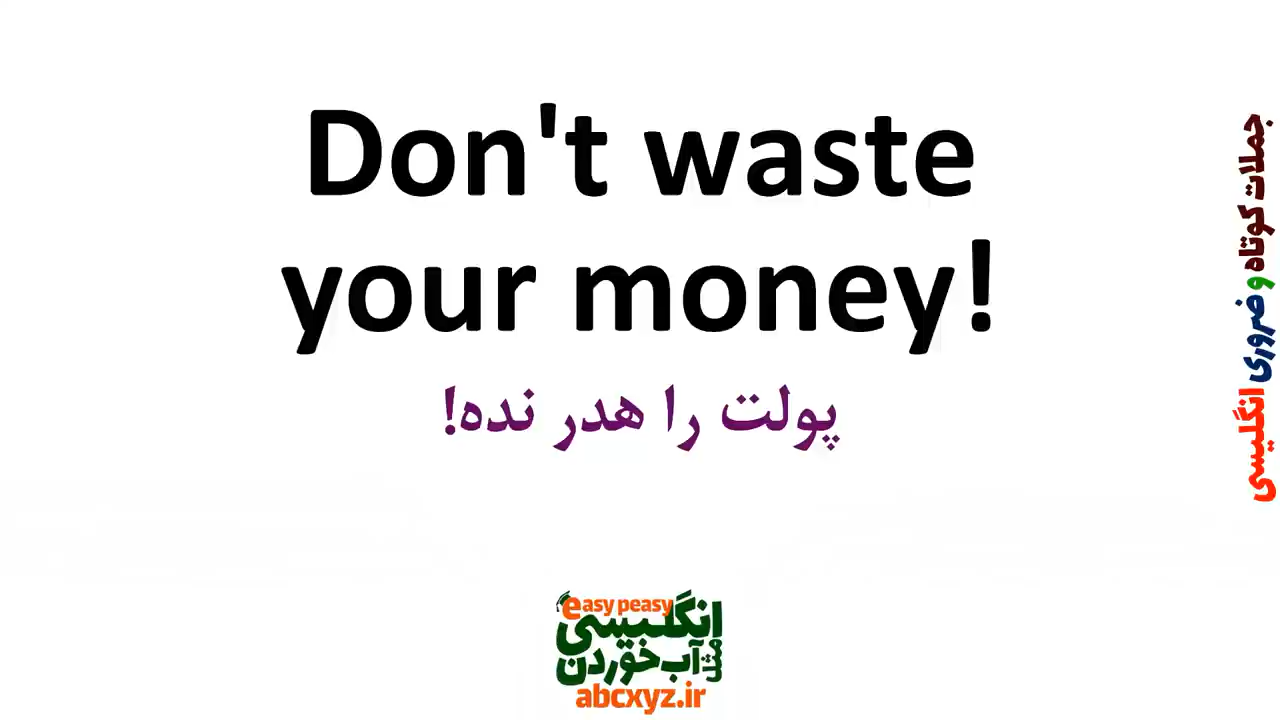 Don't waste
your money!
پولت را هدر نده!
جملات کوتاه و ضروری انگلیسی
easy peasy
انگلیسی
مثل آب خوردن
abcxyz.ir